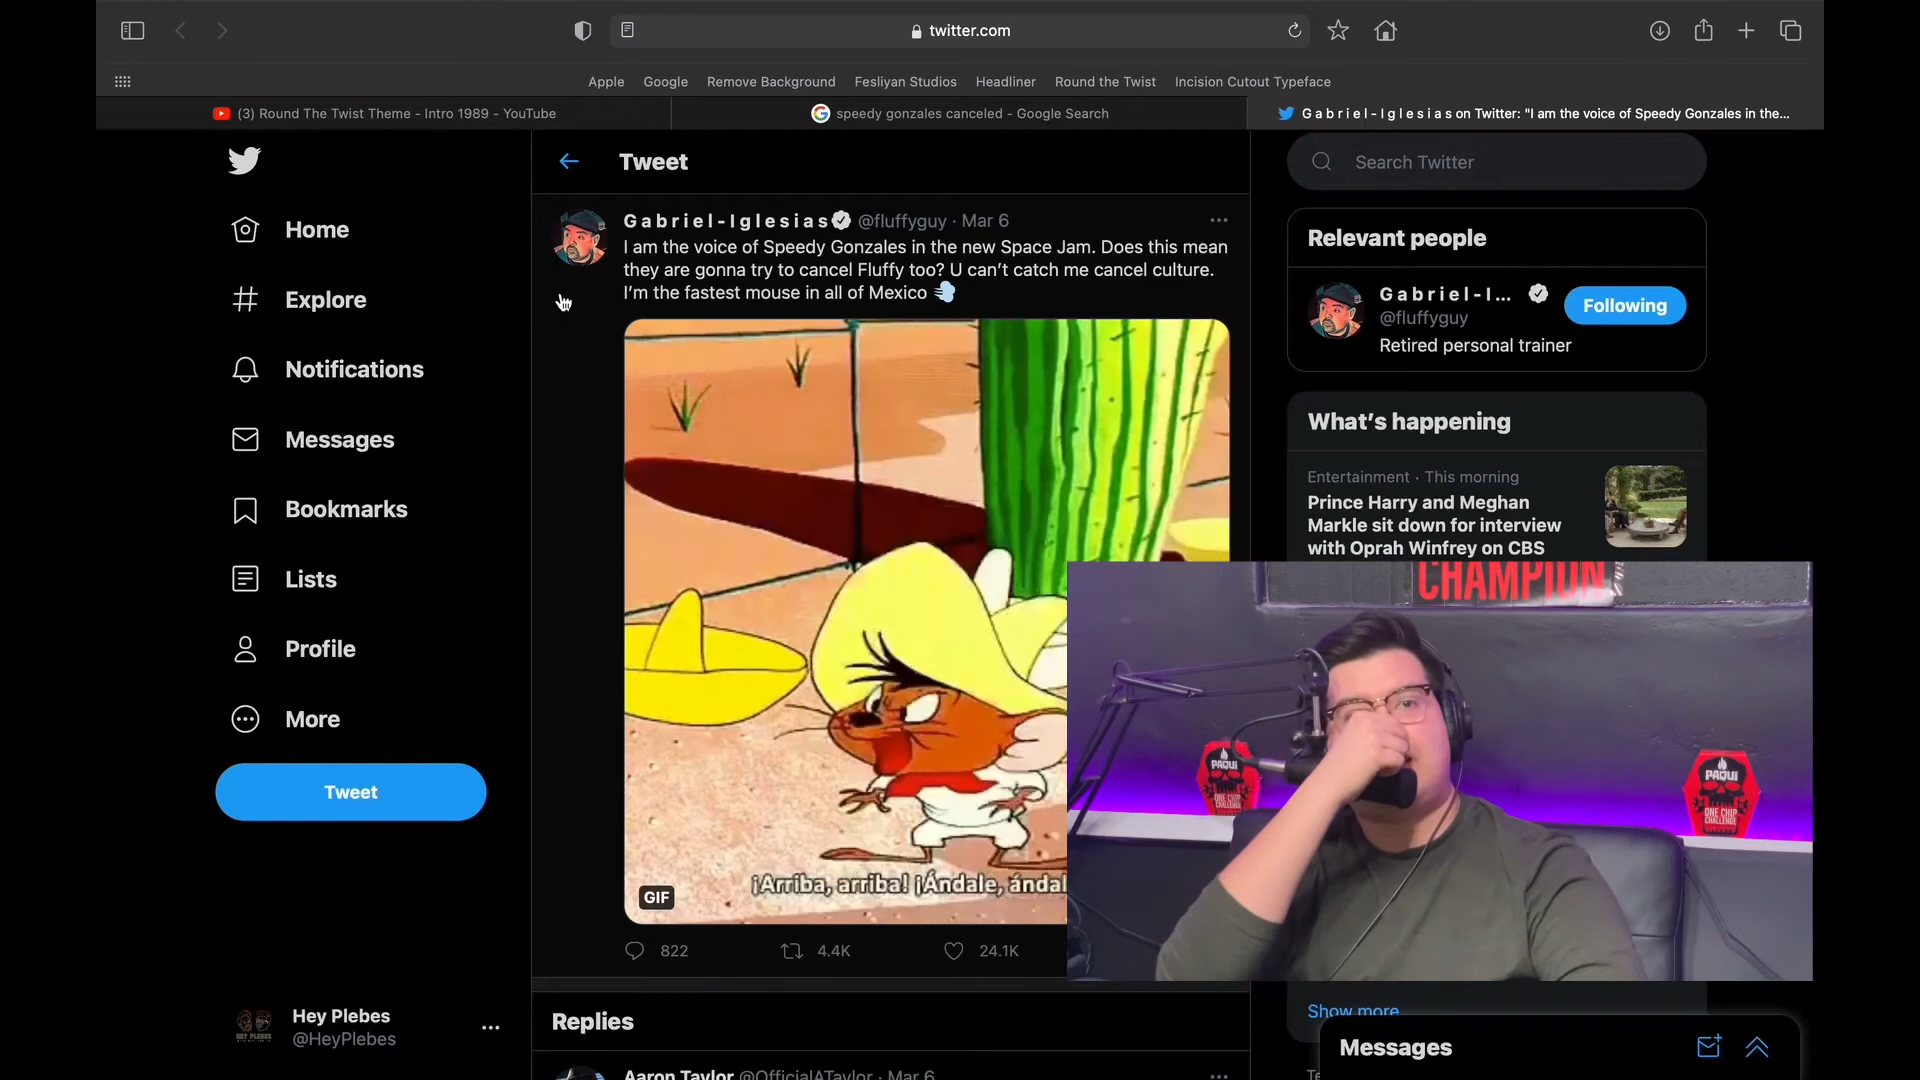 twitter.com
Apple Google Remove Background Fesliyan Studios Headliner Round the Twist Incision Cutout Typeface
(3) Round The Twist Theme - Intro 1989 - YouTube
speedy gonzales canceled - Google Search
G a b r i e l - I g l e s i a s on Twitter: "I am the voice of Speedy Gonzales in the...
Home
Explore
Notifications
Messages
Bookmarks
Lists
Profile
More
Tweet
Hey Plebes
@HeyPlebes
Tweet
G a b r i e l - I g l e s i a s @fluffyguy · Mar 6
I am the voice of Speedy Gonzales in the new Space Jam. Does this mean
they are gonna try to cancel Fluffy too? U can't catch me cancel culture.
I'm the fastest mouse in all of Mexico 💨
¡Arriba, arriba! ¡Ándale, ándal
GIF
822 4.4K 24.1K
Replies
Aaron Taylor @OfficialATaylor · Mar 6
Search Twitter
Relevant people
G a b r i e l - I...
@fluffyguy
Following
Retired personal trainer
What's happening
Entertainment · This morning
Prince Harry and Meghan
Markle sit down for interview
with Oprah Winfrey on CBS
CHAMPION
PAQUI
ONE CHIP
CHALLENGE
PAQUI
ONE CHIP
CHALLENGE
Show more
Messages